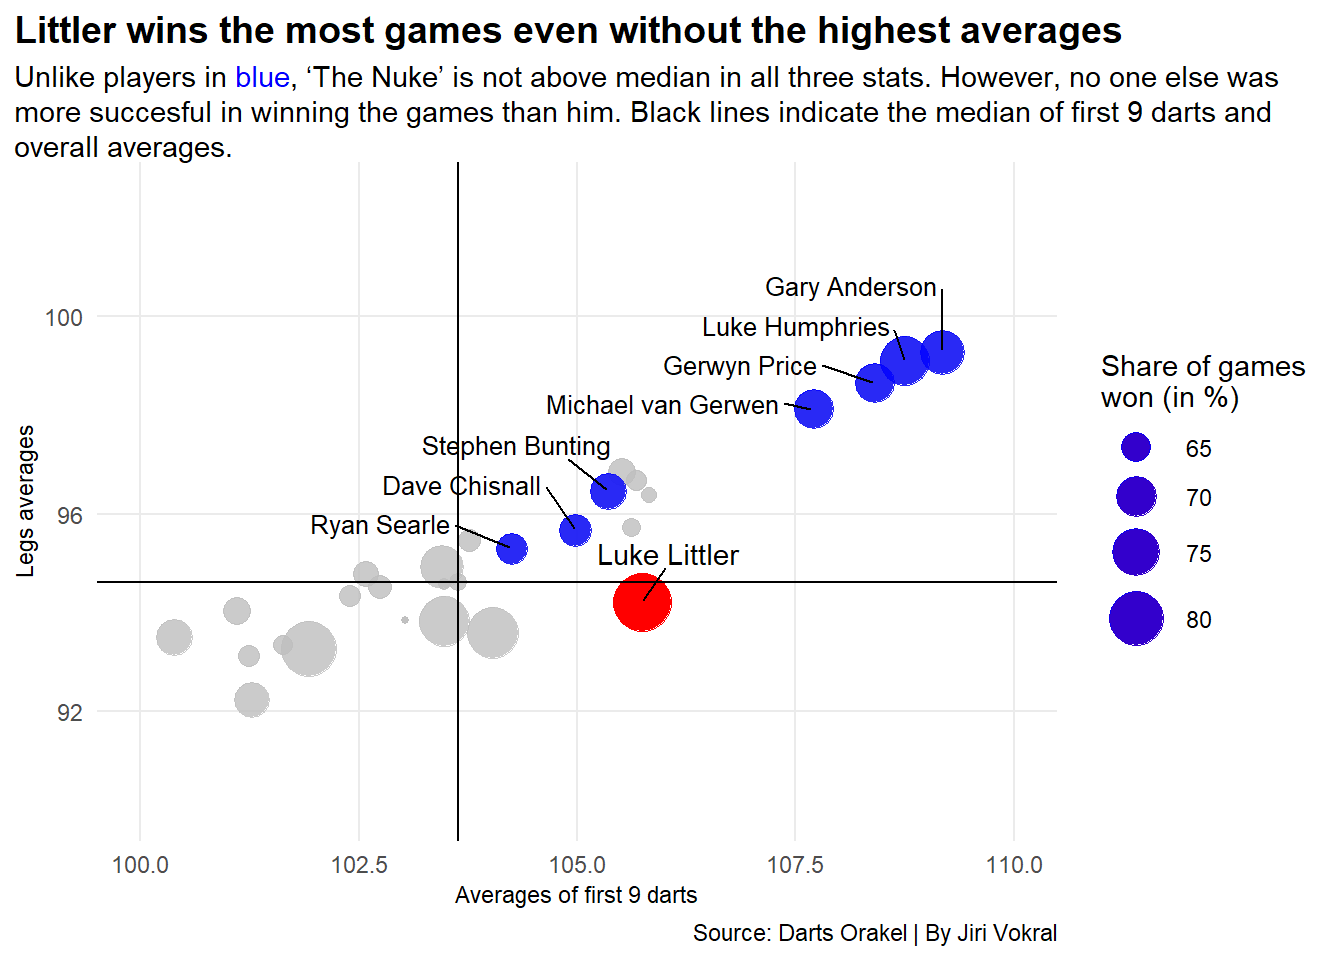 Littler wins the most games even without the highest averages
Unlike players in blue, ‘The Nuke’ is not above median in all three stats. However, no one else was
more succesful in winning the games than him. Black lines indicate the median of first 9 darts and
overall averages.
Gary Anderson
Luke Humphries
Gerwyn Price
Michael van Gerwen
Stephen Bunting
Dave Chisnall
Ryan Searle
Luke Littler
Legs averages
100
96
92
100.0 102.5 105.0 107.5 110.0
Averages of first 9 darts
Share of games
won (in %)
65
70
75
80
Source: Darts Orakel | By Jiri Vokral